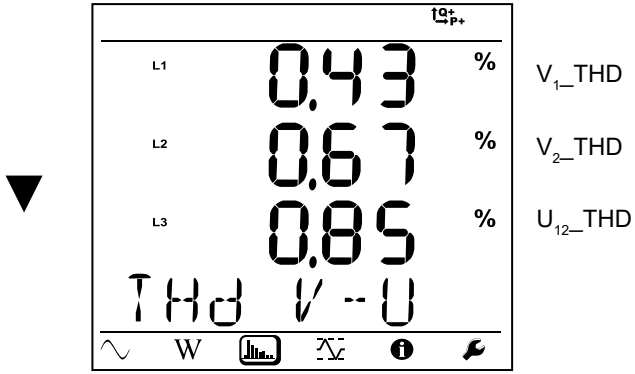 Q+
P+
L1 0.43 % V₁_THD
L2 0.67 % V₂_THD
L3 0.85 % U₁₂_THD
THd V-U
W